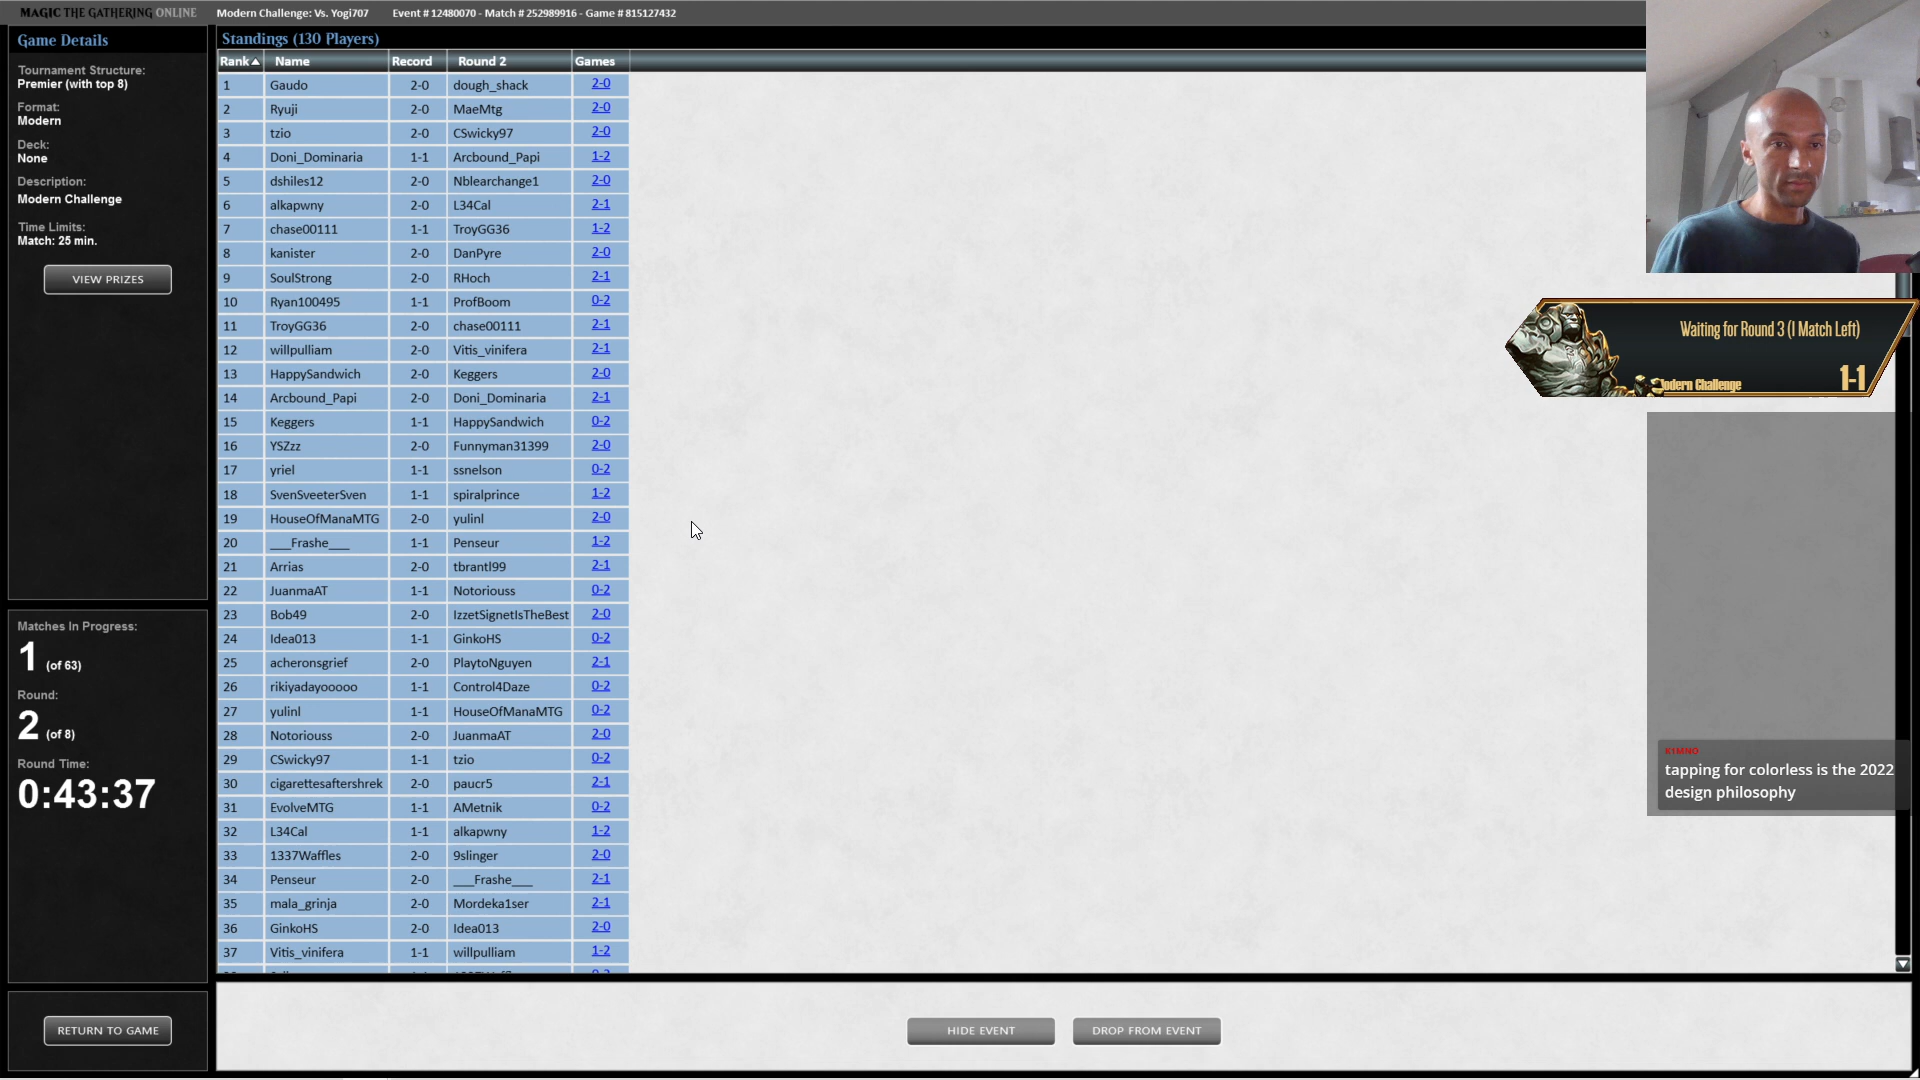 MAGIC THE GATHERING ONLINE Modern Challenge: Vs. Yogi707 Event # 12480070 - Match # 252989916 - Game # 815127432
Game Details
Tournament Structure:
Premier (with top 8)
Format:
Modern
Deck:
None
Description:
Modern Challenge
Time Limits:
Match: 25 min.
VIEW PRIZES
Matches In Progress:
1 (of 63)
Round:
2 (of 8)
Round Time:
0:43:37
RETURN TO GAME
Standings (130 Players)
Rank Name Record Round 2 Games
1 Gaudo 2-0 dough_shack 2-0
2 Ryuji 2-0 MaeMtg 2-0
3 tzio 2-0 CSwicky97 2-0
4 Doni_Dominaria 1-1 Arcbound_Papi 1-2
5 dshiles12 2-0 Nblearchange1 2-0
6 alkapwny 2-0 L34Cal 2-1
7 chase00111 1-1 TroyGG36 1-2
8 kanister 2-0 DanPyre 2-0
9 SoulStrong 2-0 RHoch 2-1
10 Ryan100495 1-1 ProfBoom 0-2
11 TroyGG36 2-0 chase00111 2-1
12 willpulliam 2-0 Vitis_vinifera 2-1
13 HappySandwich 2-0 Keggers 2-0
14 Arcbound_Papi 2-0 Doni_Dominaria 2-1
15 Keggers 1-1 HappySandwich 0-2
16 YSZzz 2-0 Funnyman31399 2-0
17 yriel 1-1 ssnelson 0-2
18 SvenSveeterSven 1-1 spiralprince 1-2
19 HouseOfManaMTG 2-0 yulinl 2-0
20 ___Frashe___ 1-1 Penseur 1-2
21 Arrias 2-0 tbrantl99 2-1
22 JuanmaAT 1-1 Notoriouss 0-2
23 Bob49 2-0 IzzetSignetIsTheBest 2-0
24 Idea013 1-1 GinkoHS 0-2
25 acheronsgrief 2-0 PlaytoNguyen 2-1
26 rikiyadayooooo 1-1 Control4Daze 0-2
27 yulinl 1-1 HouseOfManaMTG 0-2
28 Notoriouss 2-0 JuanmaAT 2-0
29 CSwicky97 1-1 tzio 0-2
30 cigarettesaftershrek 2-0 paucr5 2-1
31 EvolveMTG 1-1 AMetnik 0-2
32 L34Cal 1-1 alkapwny 1-2
33 1337Waffles 2-0 9slinger 2-0
34 Penseur 2-0 ___Frashe___ 2-1
35 mala_grinja 2-0 Mordeka1ser 2-1
36 GinkoHS 2-0 Idea013 2-0
37 Vitis_vinifera 1-1 willpulliam 1-2
HIDE EVENT DROP FROM EVENT
Waiting for Round 3 (1 Match Left)
Modern Challenge 1-1
K1MNO
tapping for colorless is the 2022
design philosophy